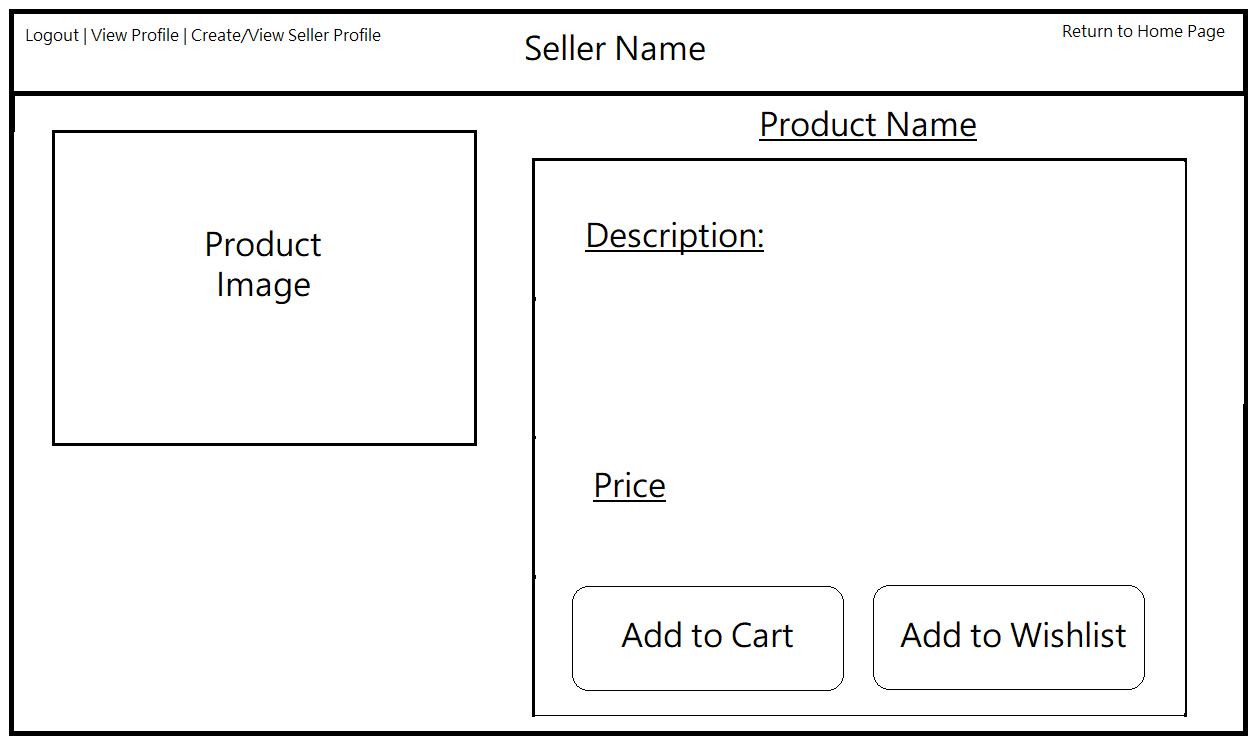 Logout | View Profile | Create/View Seller Profile
Seller Name
Return to Home Page
Product
Image
Product Name
Description:
Price
Add to Cart
Add to Wishlist